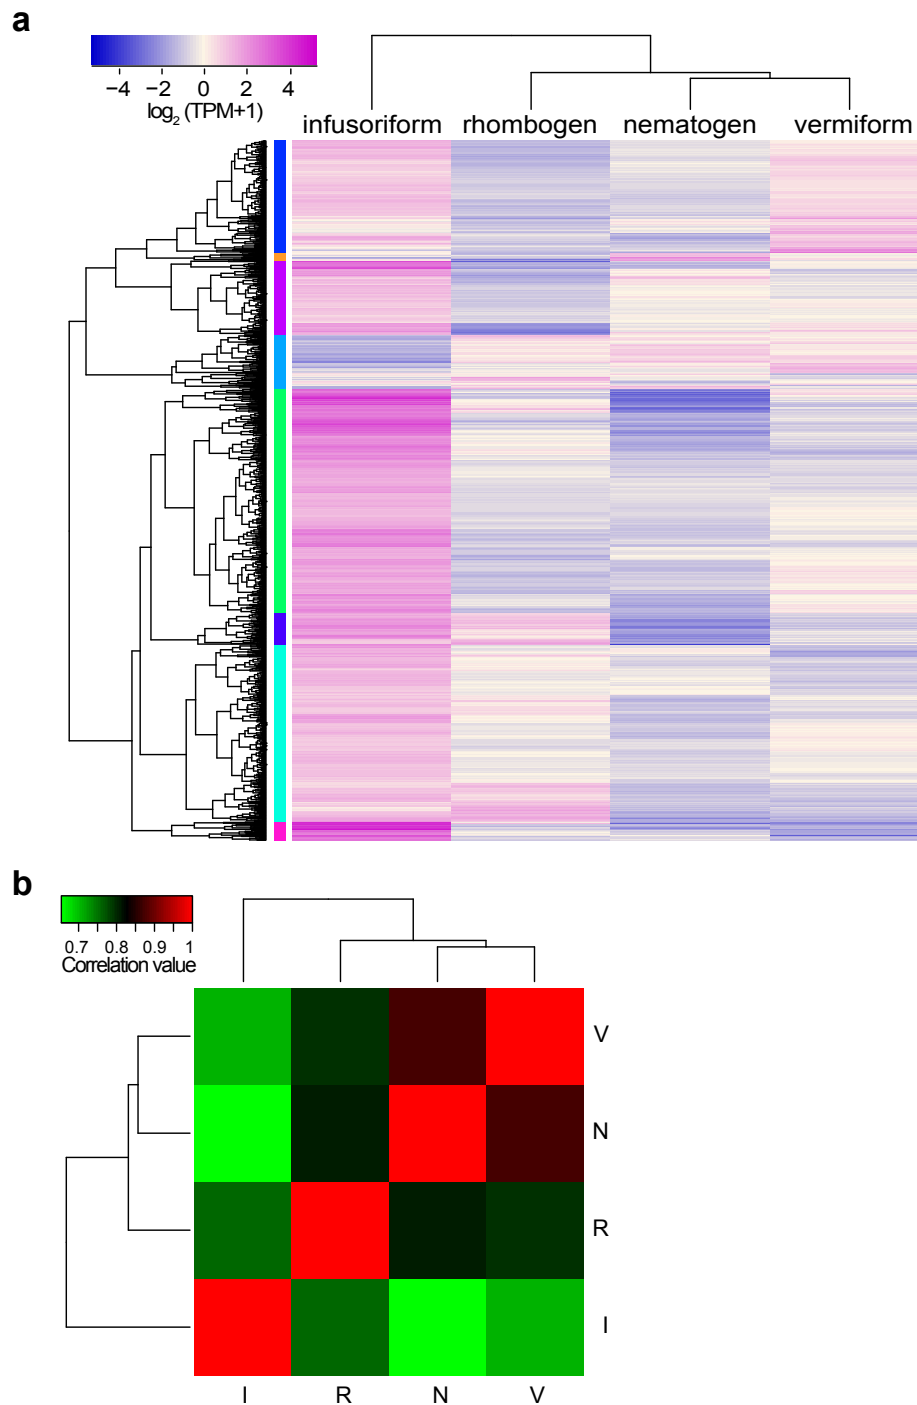 a
−4 −2 0 2 4
log2 (TPM+1)
infusoriform rhombogen nematogen vermiform
b
0.7 0.8 0.9 1
Correlation value
V
N
R
I
I R N V